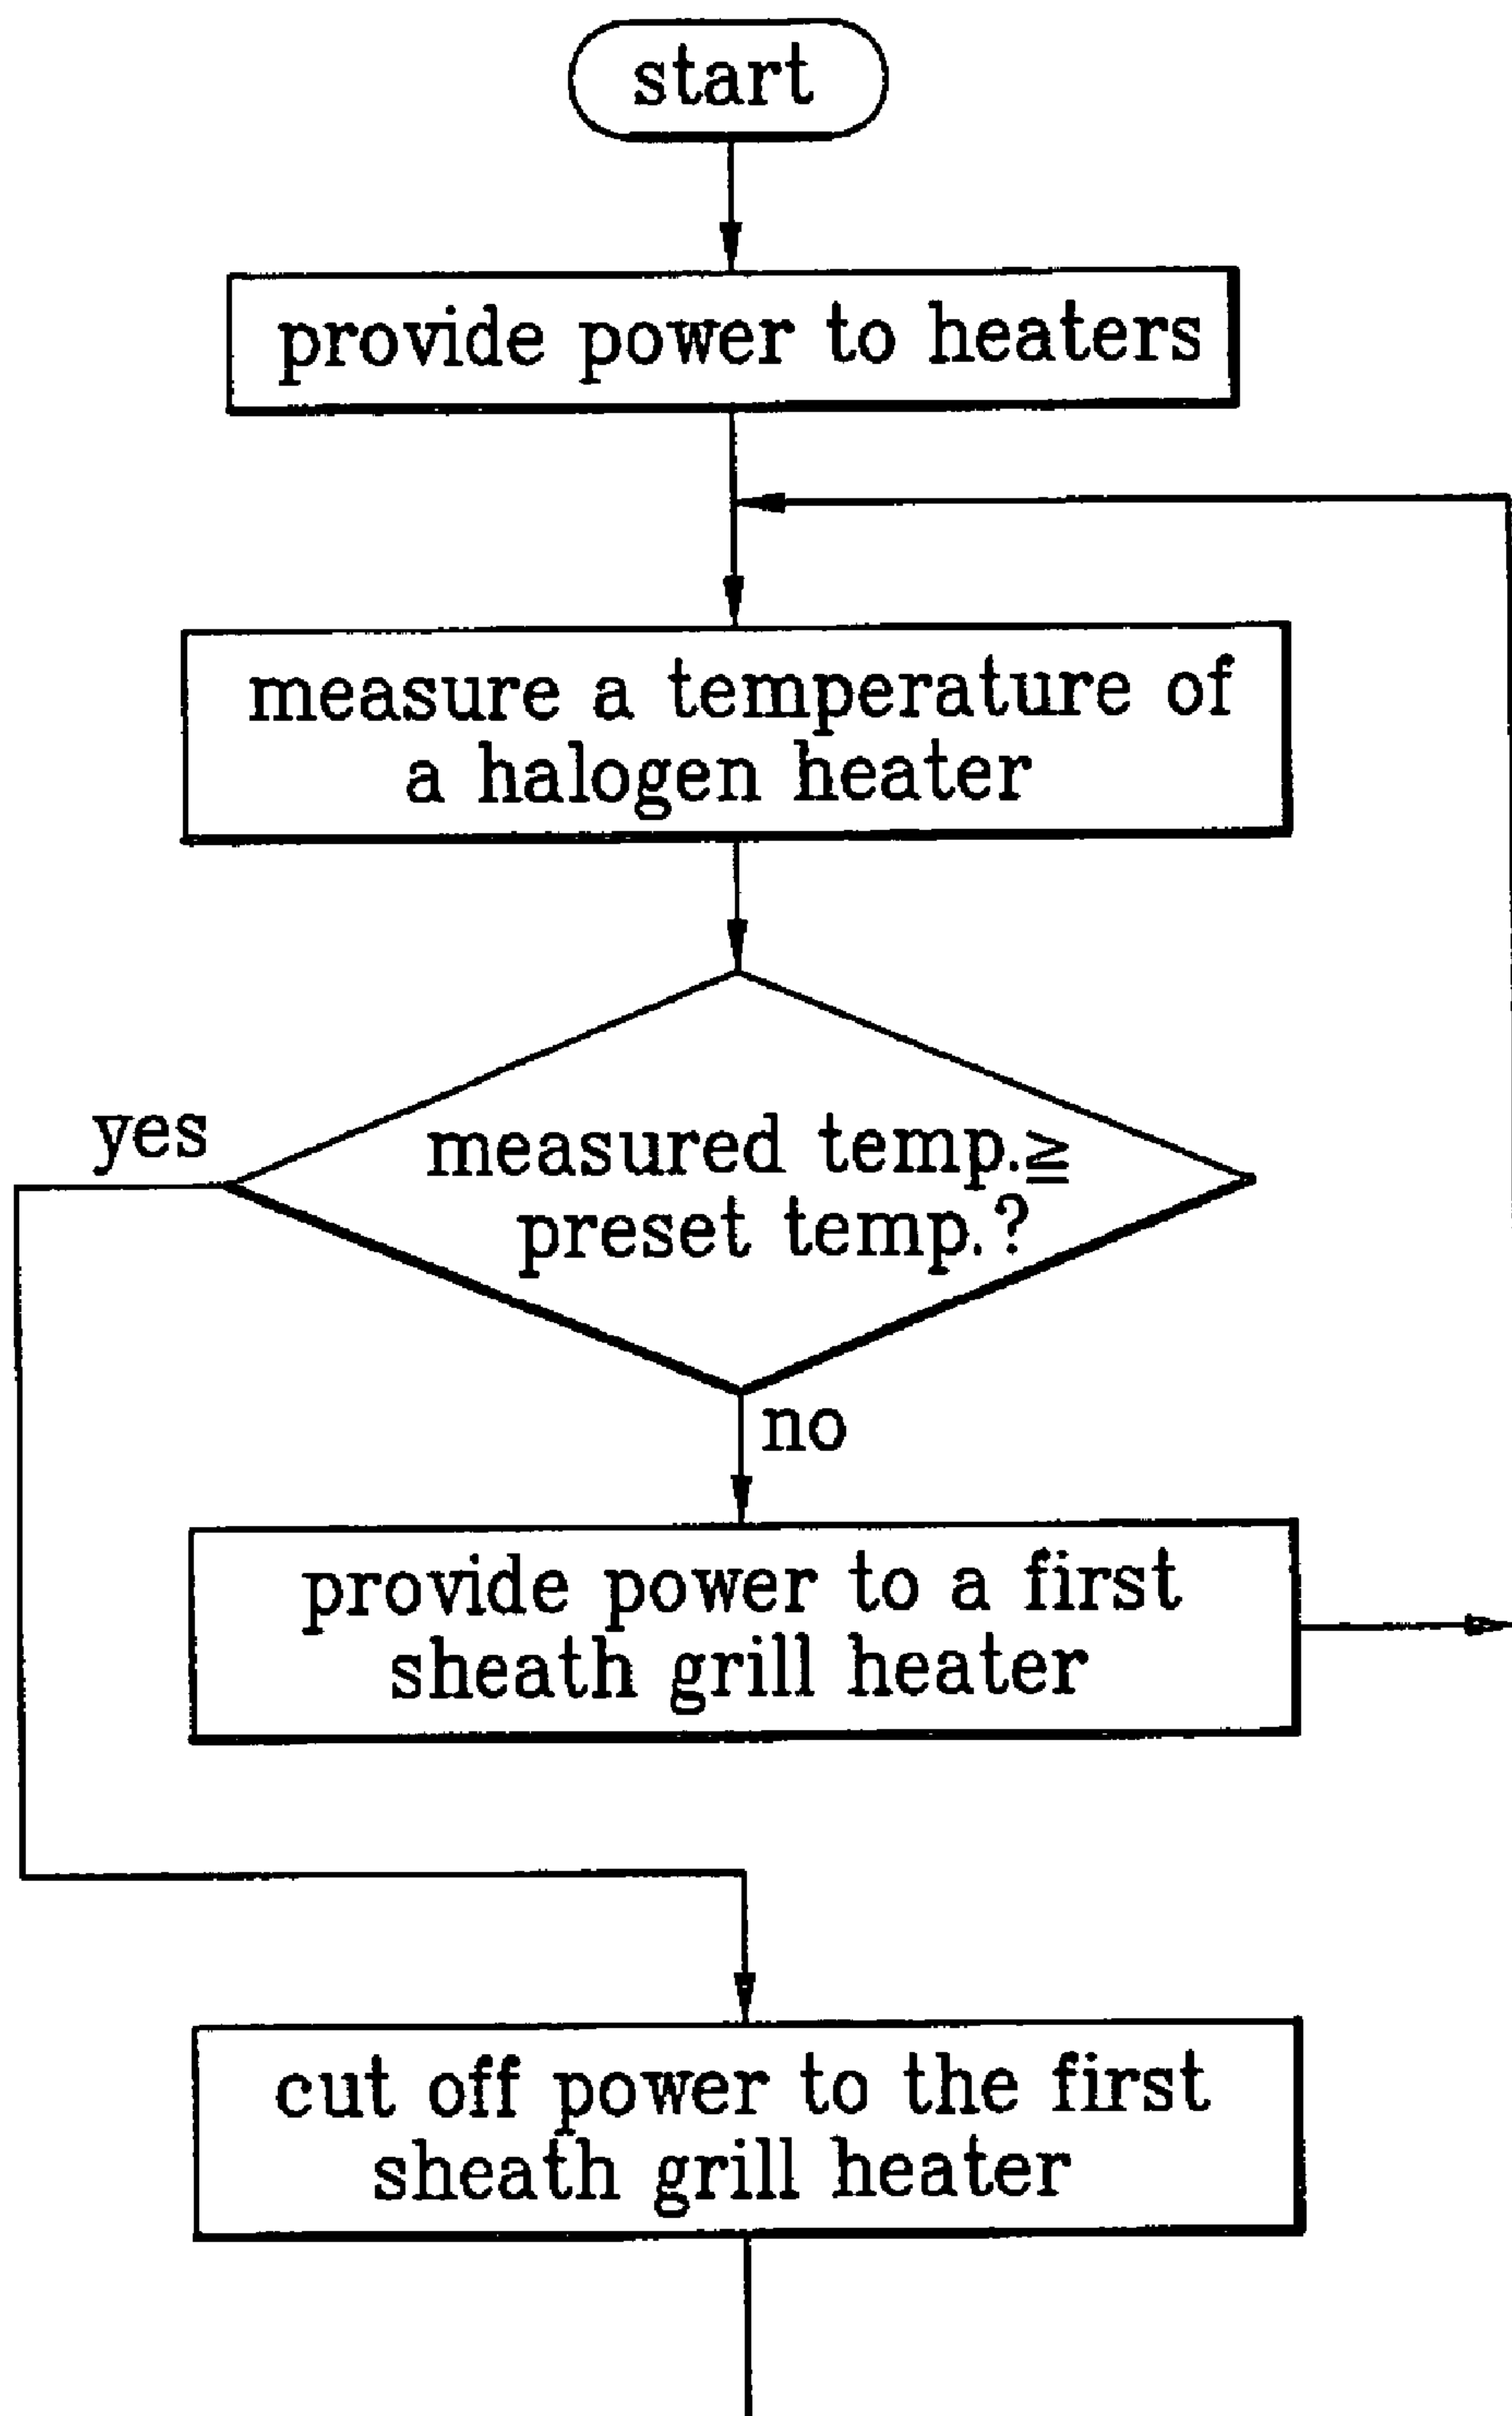 start
provide power to heaters
measure a temperature of
a halogen heater
yes
measured temp.≧
preset temp.?
no
provide power to a first
sheath grill heater
cut off power to the first
sheath grill heater